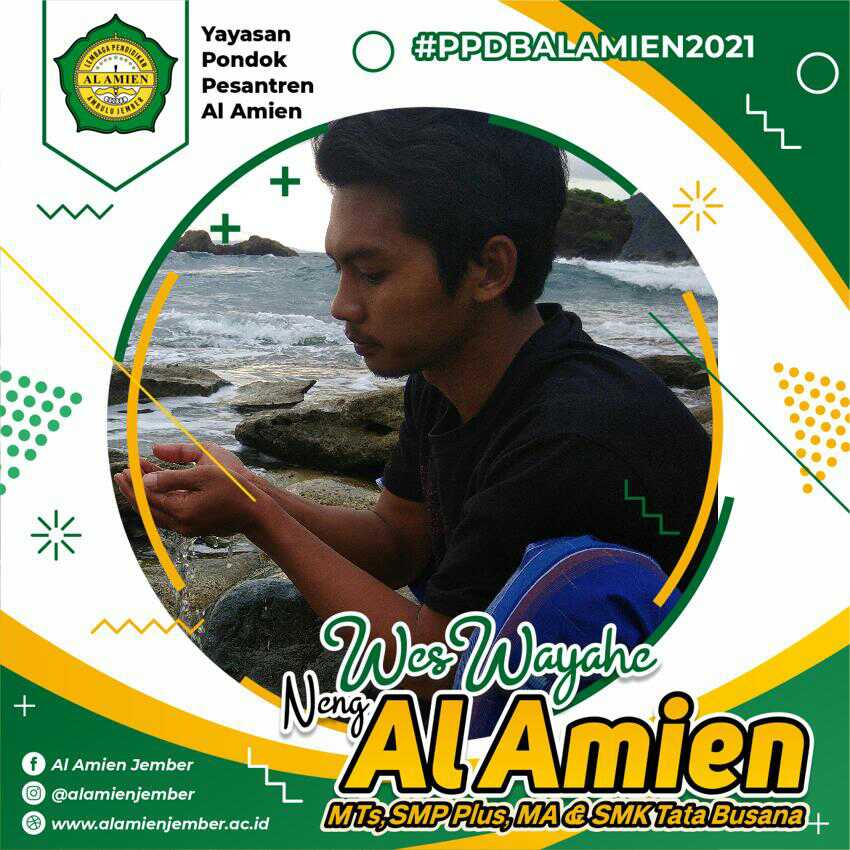 LEMBAGA PENDIDIKAN
AL AMIEN
AMBULU JEMBER
Yayasan
Pondok
Pesantren
Al Amien
#PPDBALAMIEN2021
Wes Wayahe
Neng
Al Amien
MTs, SMP Plus, MA & SMK Tata Busana
Al Amien Jember
@alamienjember
www.alamienjember.ac.id